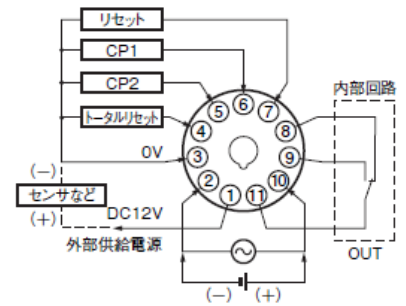 リセット
CP1
CP2
トータルリセット
0V
(−)
センサなど
(+)
DC12V
外部供給電源
5 6 7
4 8
3 9
2 10
1 11
内部回路
OUT
(−) (+)